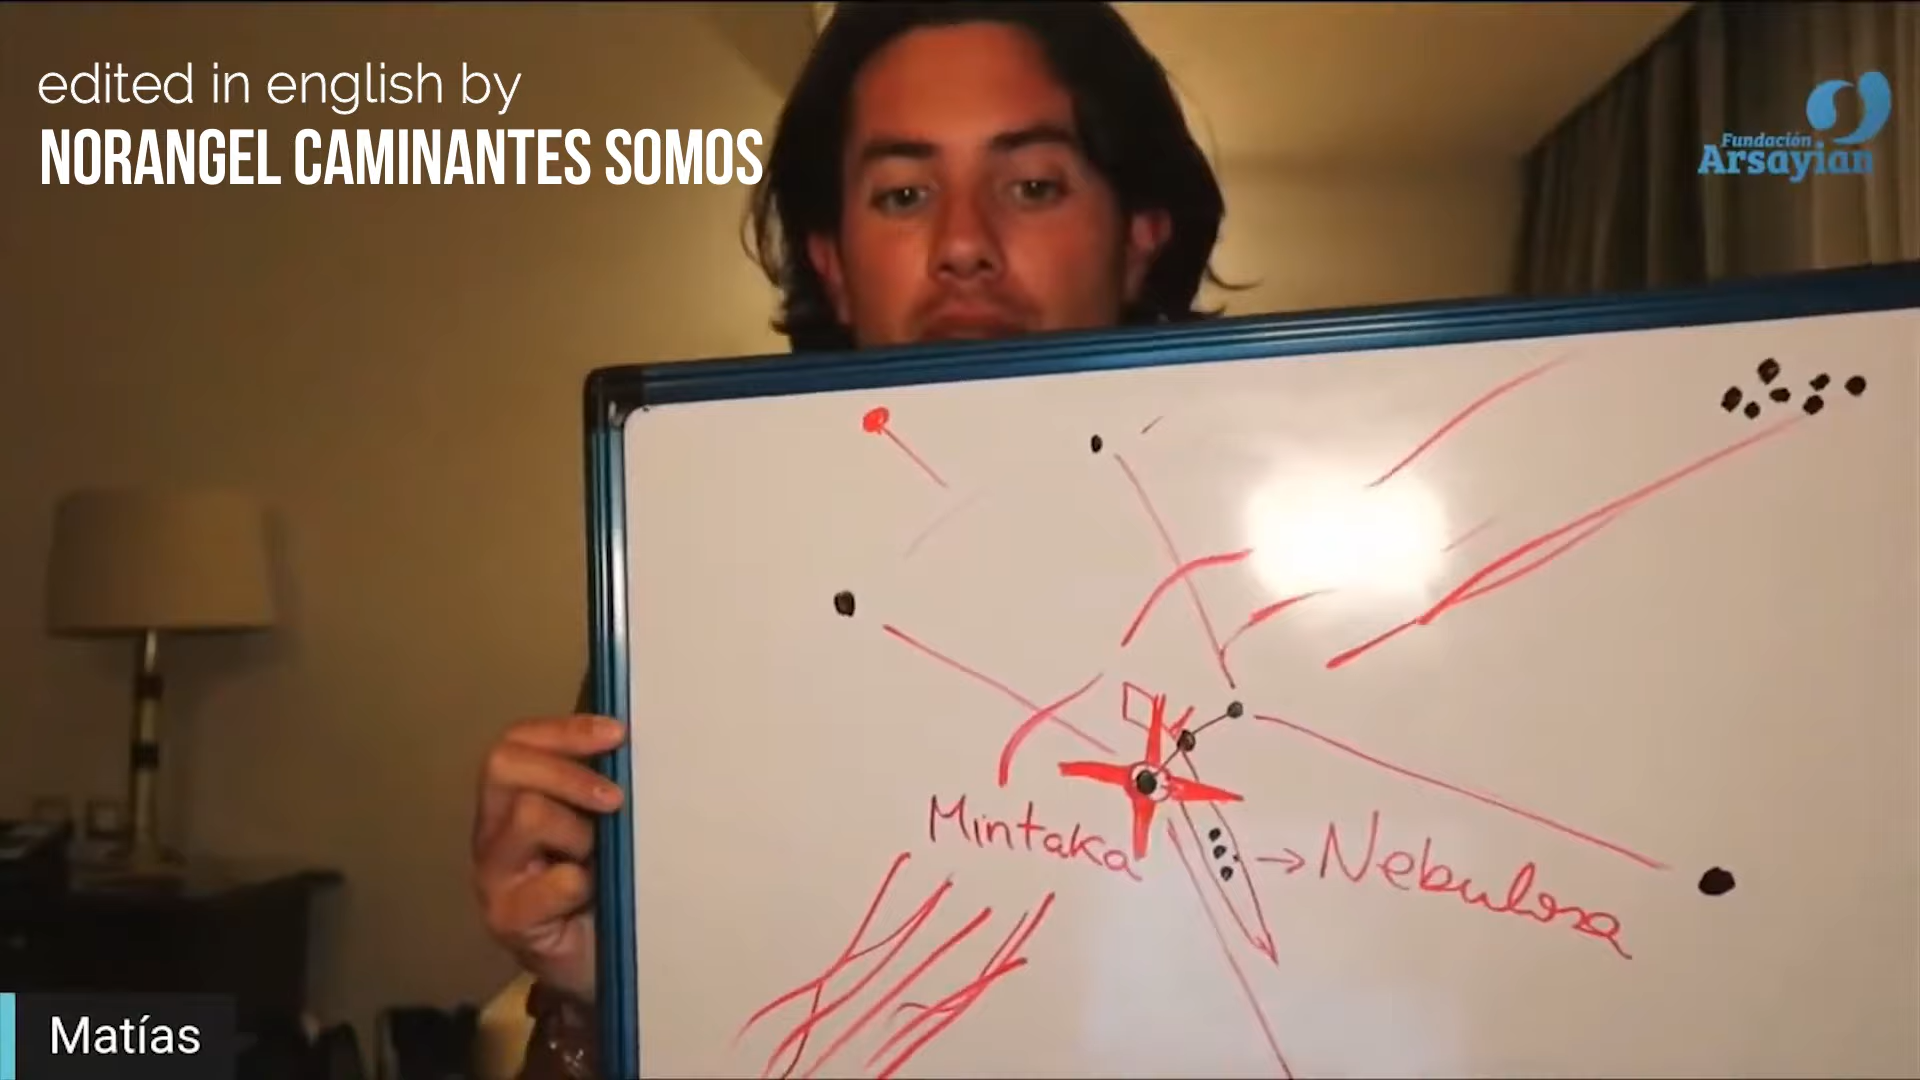 edited in english by
NORANGEL CAMINANTES SOMOS
Fundación
Arsayian
Mintaka
Nebulosa
Matías